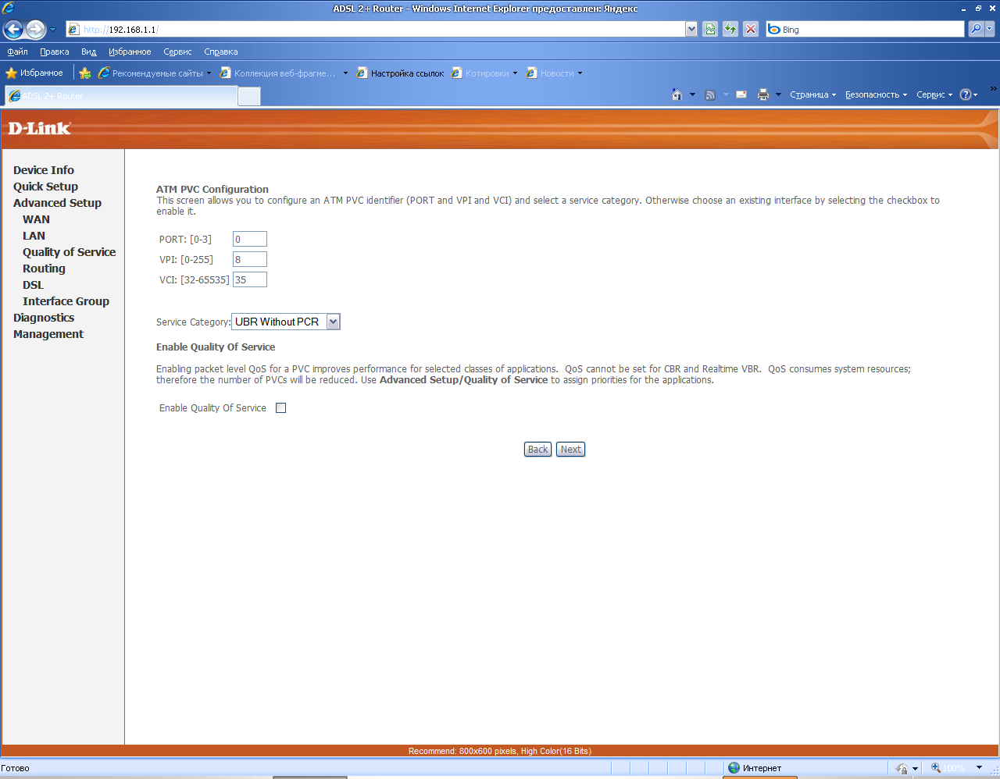 ADSL 2+ Router - Windows Internet Explorer предоставлен: Яндекс
http://192.168.1.1/
Bing
Файл Правка Вид Избранное Сервис Справка
Избранное Рекомендуемые сайты Коллекция веб-фрагме... Настройка ссылок Котировки Новости
ADSL 2+ Router
Страница Безопасность Сервис
D-Link
Device Info
Quick Setup
Advanced Setup
WAN
LAN
Quality of Service
Routing
DSL
Interface Group
Diagnostics
Management
ATM PVC Configuration
This screen allows you to configure an ATM PVC identifier (PORT and VPI and VCI) and select a service category. Otherwise choose an existing interface by selecting the checkbox to
enable it.
PORT: [0-3] 0
VPI: [0-255] 8
VCI: [32-65535] 35
Service Category: UBR Without PCR
Enable Quality Of Service
Enabling packet level QoS for a PVC improves performance for selected classes of applications. QoS cannot be set for CBR and Realtime VBR. QoS consumes system resources;
therefore the number of PVCs will be reduced. Use Advanced Setup/Quality of Service to assign priorities for the applications.
Enable Quality Of Service
Back Next
Recommend: 800x600 pixels, High Color(16 Bits)
Готово
Интернет
100%